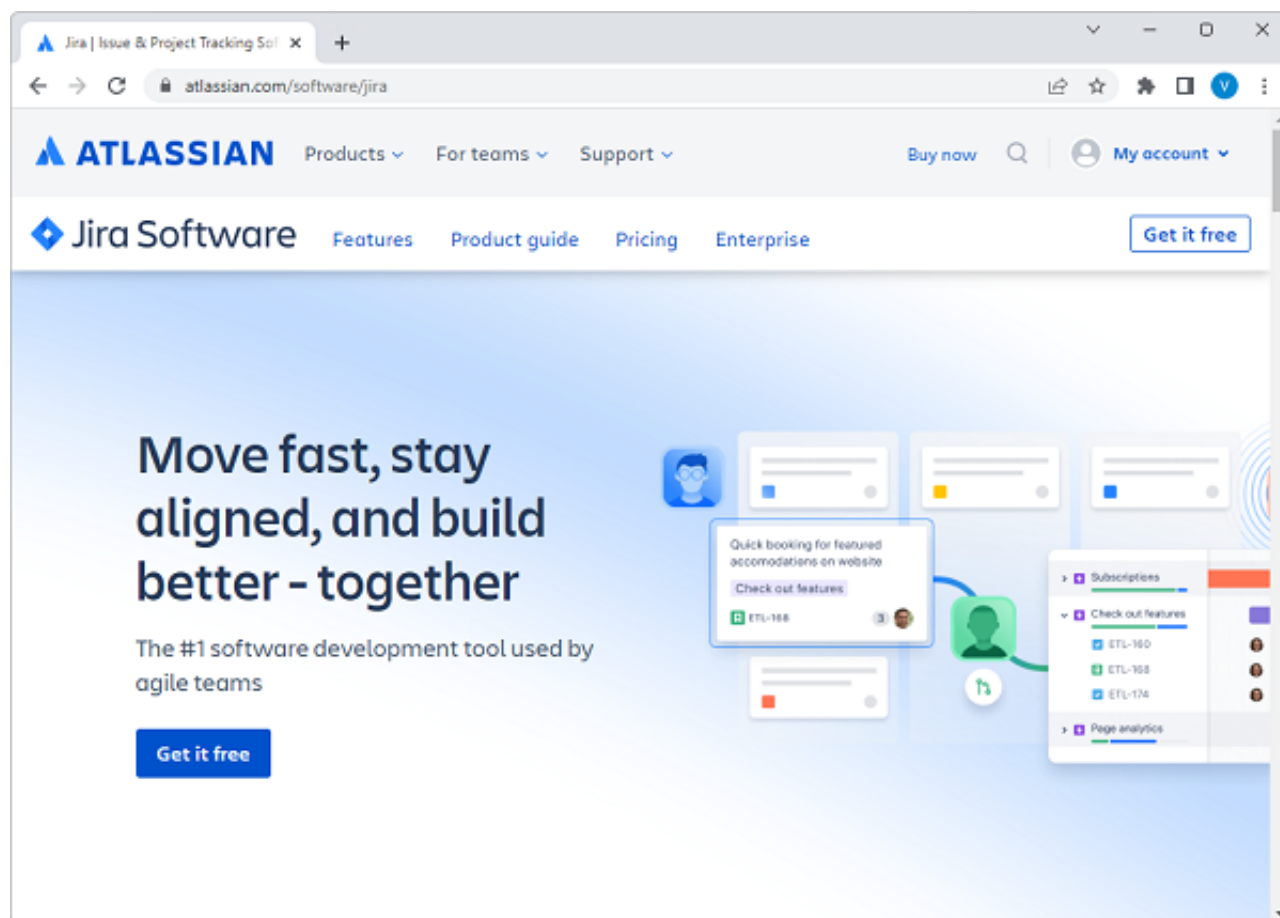 Jira | Issue & Project Tracking Sof
atlassian.com/software/jira
V
ATLASSIAN Products For teams Support Buy now My account
Jira Software Features Product guide Pricing Enterprise Get it free
Move fast, stay
aligned, and build
better - together
The #1 software development tool used by
agile teams
Get it free
Quick booking for featured
accomodations on website
Check out features
ETL-168 3
Subscriptions
Check out features
ETL-160
ETL-168
ETL-174
Page analytics